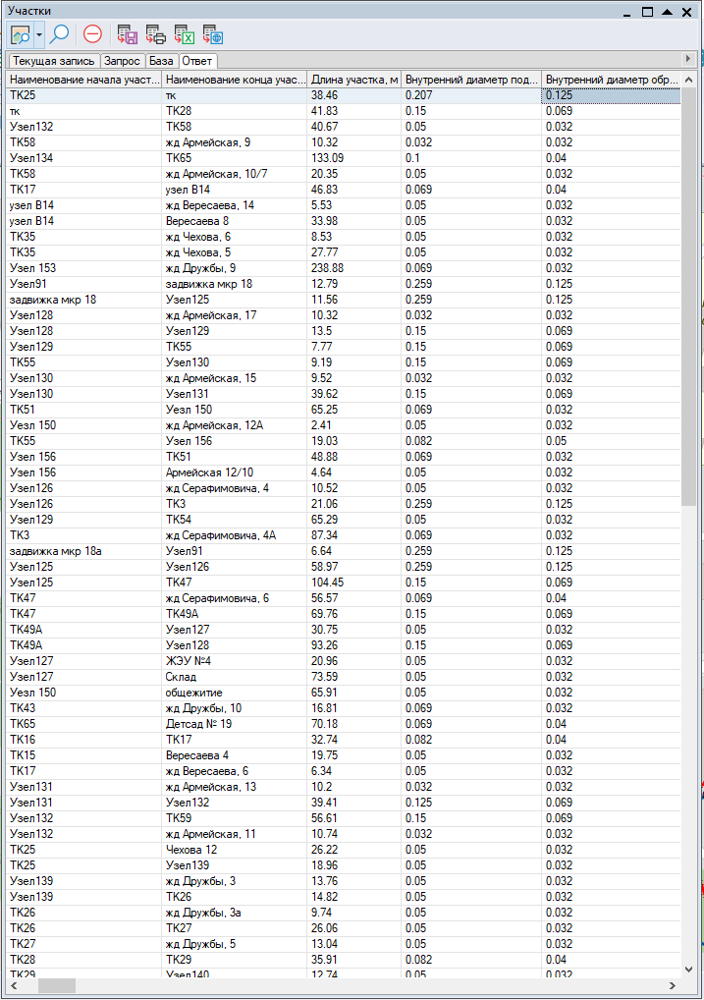 Участки
Текущая запись Запрос База Ответ
Наименование начала участ... Наименование конца учас... Длина участка, м Внутренний диаметр под... Внутренний диаметр обр...
ТК25 тк 38.46 0.207 0.125
тк ТК28 41.83 0.15 0.069
Узел132 ТК58 40.67 0.05 0.032
ТК58 жд Армейская, 9 10.32 0.032 0.032
Узел134 ТК65 133.09 0.1 0.04
ТК58 жд Армейская, 10/7 20.35 0.05 0.032
ТК17 узел В14 46.83 0.069 0.04
узел В14 жд Вересаева, 14 5.53 0.05 0.032
узел В14 Вересаева 8 33.98 0.05 0.032
ТК35 жд Чехова, 6 8.53 0.05 0.032
ТК35 жд Чехова, 5 27.77 0.05 0.032
Узел 153 жд Дружбы, 9 238.88 0.069 0.032
Узел91 задвижка мкр 18 12.79 0.259 0.125
задвижка мкр 18 Узел125 11.56 0.259 0.125
Узел128 жд Армейская, 17 10.32 0.032 0.032
Узел128 Узел129 13.5 0.15 0.069
Узел129 ТК55 7.77 0.15 0.069
ТК55 Узел130 9.19 0.15 0.069
Узел130 жд Армейская, 15 9.52 0.032 0.032
Узел130 Узел131 39.62 0.15 0.069
ТК51 Уезл 150 65.25 0.069 0.032
Уезл 150 жд Армейская, 12А 2.41 0.05 0.032
ТК55 Узел 156 19.03 0.082 0.05
Узел 156 ТК51 48.88 0.069 0.032
Узел 156 Армейская 12/10 4.64 0.05 0.032
Узел126 жд Серафимовича, 4 10.52 0.05 0.032
Узел126 ТК3 21.06 0.259 0.125
Узел129 ТК54 65.29 0.05 0.032
ТК3 жд Серафимовича, 4А 87.34 0.069 0.032
задвижка мкр 18а Узел91 6.64 0.259 0.125
Узел125 Узел126 58.97 0.259 0.125
Узел125 ТК47 104.45 0.15 0.069
ТК47 жд Серафимовича, 6 56.57 0.069 0.04
ТК47 ТК49А 69.76 0.15 0.069
ТК49А Узел127 30.75 0.05 0.032
ТК49А Узел128 93.26 0.15 0.069
Узел127 ЖЭУ №4 20.96 0.05 0.032
Узел127 Склад 73.59 0.05 0.032
Уезл 150 общежитие 65.91 0.05 0.032
ТК43 жд Дружбы, 10 16.81 0.069 0.032
ТК65 Детсад № 19 70.18 0.069 0.04
ТК16 ТК17 32.74 0.082 0.04
ТК15 Вересаева 4 19.75 0.05 0.032
ТК17 жд Вересаева, 6 6.34 0.05 0.032
Узел131 жд Армейская, 13 10.2 0.032 0.032
Узел131 Узел132 39.41 0.125 0.069
Узел132 ТК59 56.61 0.15 0.069
Узел132 жд Армейская, 11 10.74 0.032 0.032
ТК25 Чехова 12 26.22 0.05 0.032
ТК25 Узел139 18.96 0.05 0.032
Узел139 жд Дружбы, 3 13.76 0.05 0.032
Узел139 ТК26 14.82 0.05 0.032
ТК26 жд Дружбы, 3а 9.74 0.05 0.032
ТК26 ТК27 26.06 0.05 0.032
ТК27 жд Дружбы, 5 13.04 0.05 0.032
ТК28 ТК29 35.91 0.082 0.04
ТК29 Узел140 12.74 0.05 0.032